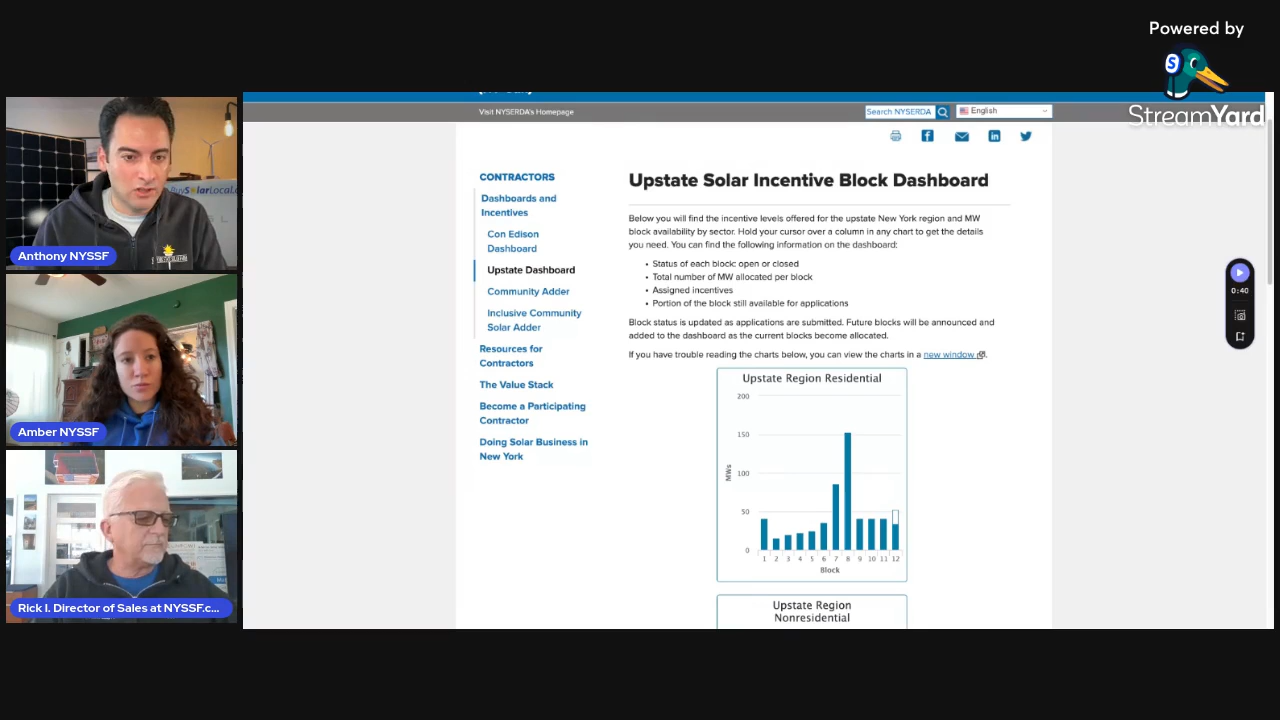 Powered by
S
StreamYard
Visit NYSERDA's Homepage
Search NYSERDA
English
CONTRACTORS
Dashboards and
Incentives
Con Edison
Dashboard
Upstate Dashboard
Community Adder
Inclusive Community
Solar Adder
Resources for
Contractors
The Value Stack
Become a Participating
Contractor
Doing Solar Business in
New York
Upstate Solar Incentive Block Dashboard
Below you will find the incentive levels offered for the upstate New York region and MW
block availability by sector. Hold your cursor over a column in any chart to get the details
you need. You can find the following information on the dashboard:
• Status of each block: open or closed
• Total number of MW allocated per block
• Assigned incentives
• Portion of the block still available for applications
Block status is updated as applications are submitted. Future blocks will be announced and
added to the dashboard as the current blocks become allocated.
If you have trouble reading the charts below, you can view the charts in a new window.
Upstate Region Residential
200
150
100
50
0
MWs
1 2 3 4 5 6 7 8 9 10 11 12
Block
Upstate Region
Nonresidential
0:40
BuySolarLocal.c
Anthony NYSSF
Amber NYSSF
Rick I. Director of Sales at NYSSF.c...